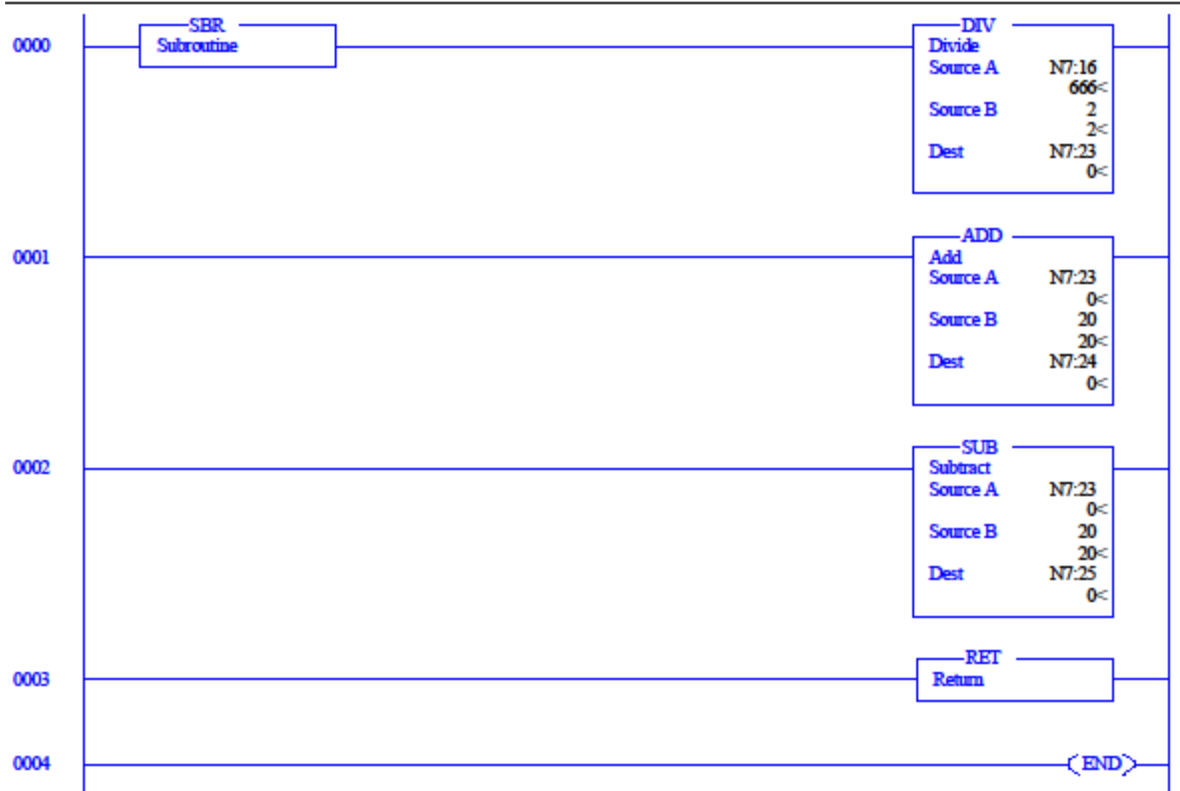 SBR
0000
Subroutine
DIV
Divide
Source A N7:16
666<
Source B 2
2<
Dest N7:23
0<
ADD
0001
Add
Source A N7:23
0<
Source B 20
20<
Dest N7:24
0<
SUB
0002
Subtract
Source A N7:23
0<
Source B 20
20<
Dest N7:25
0<
RET
0003
Return
0004
END